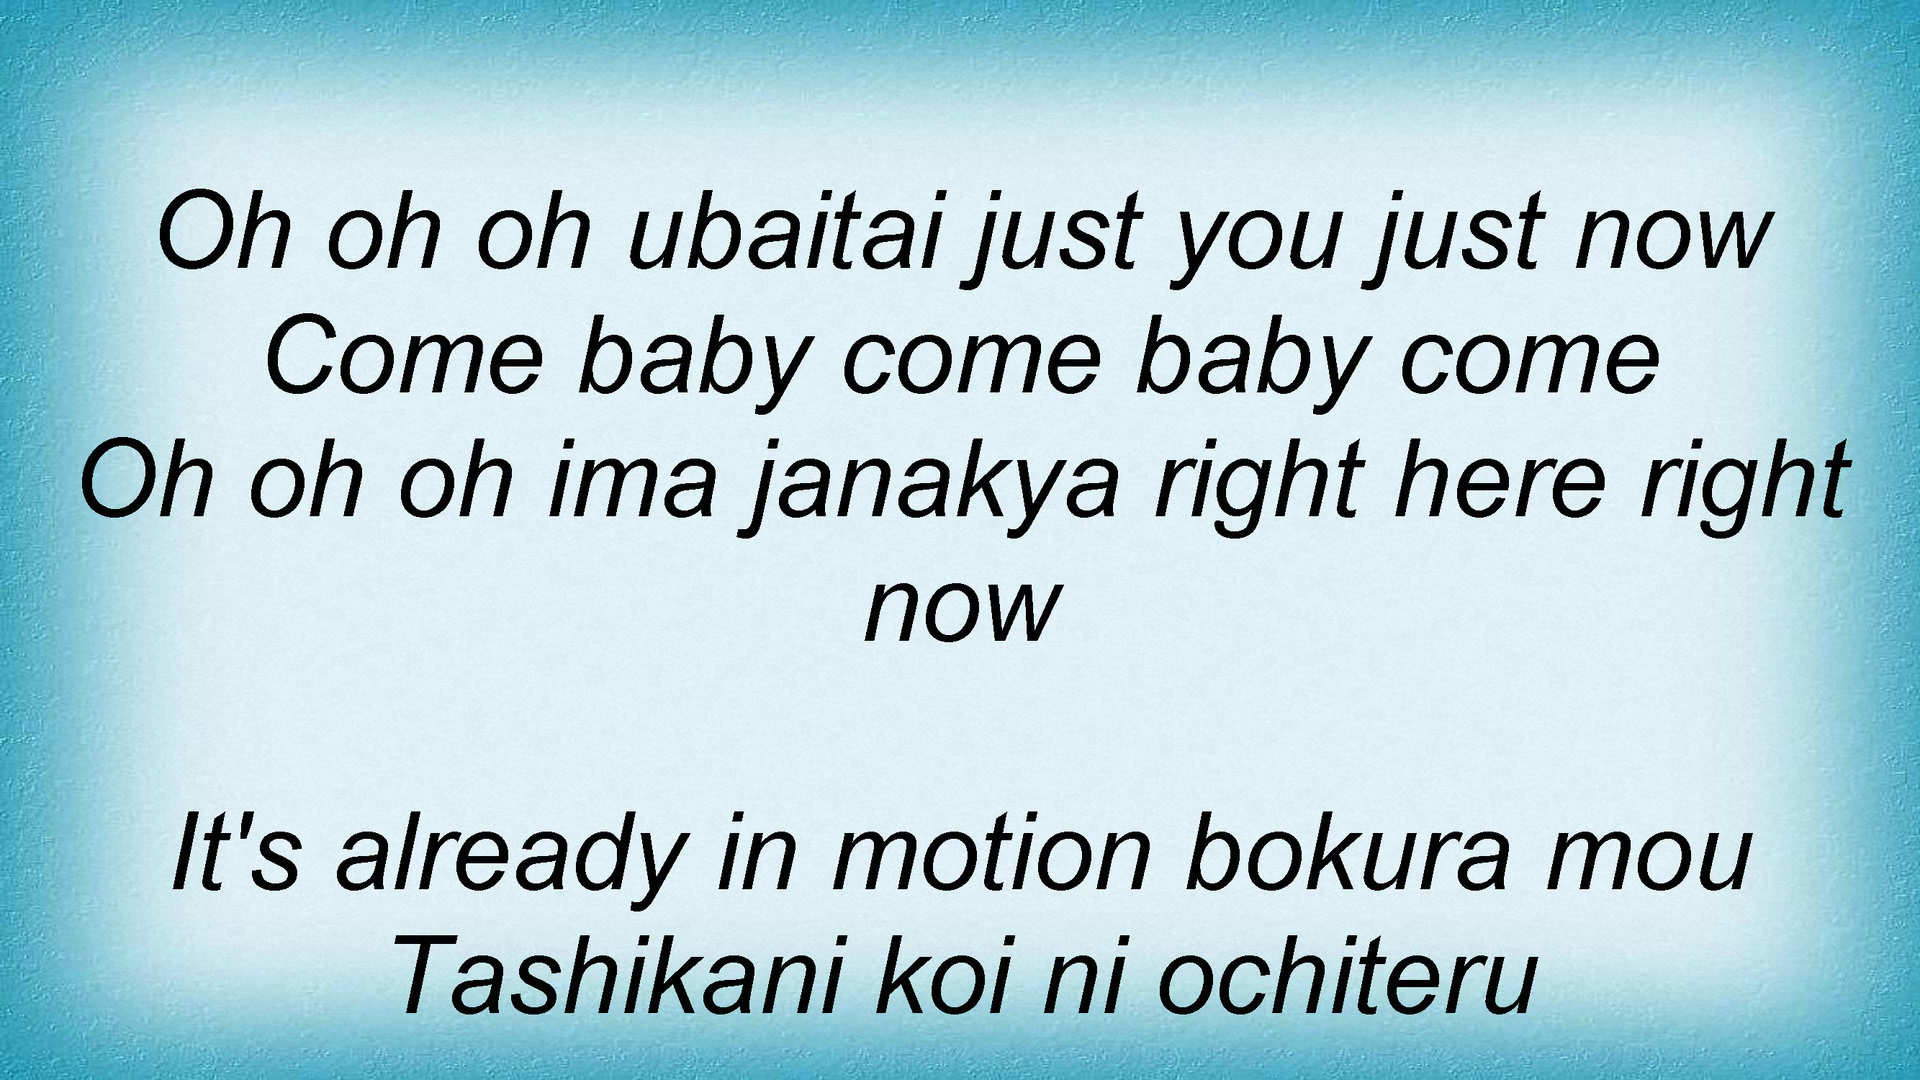 Oh oh oh ubaitai just you just now
Come baby come baby come
Oh oh oh ima janakya right here right
now
It's already in motion bokura mou
Tashikani koi ni ochiteru